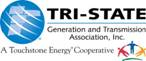 TRI-STATE
Generation and Transmission
Association, Inc.
A Touchstone Energy® Cooperative